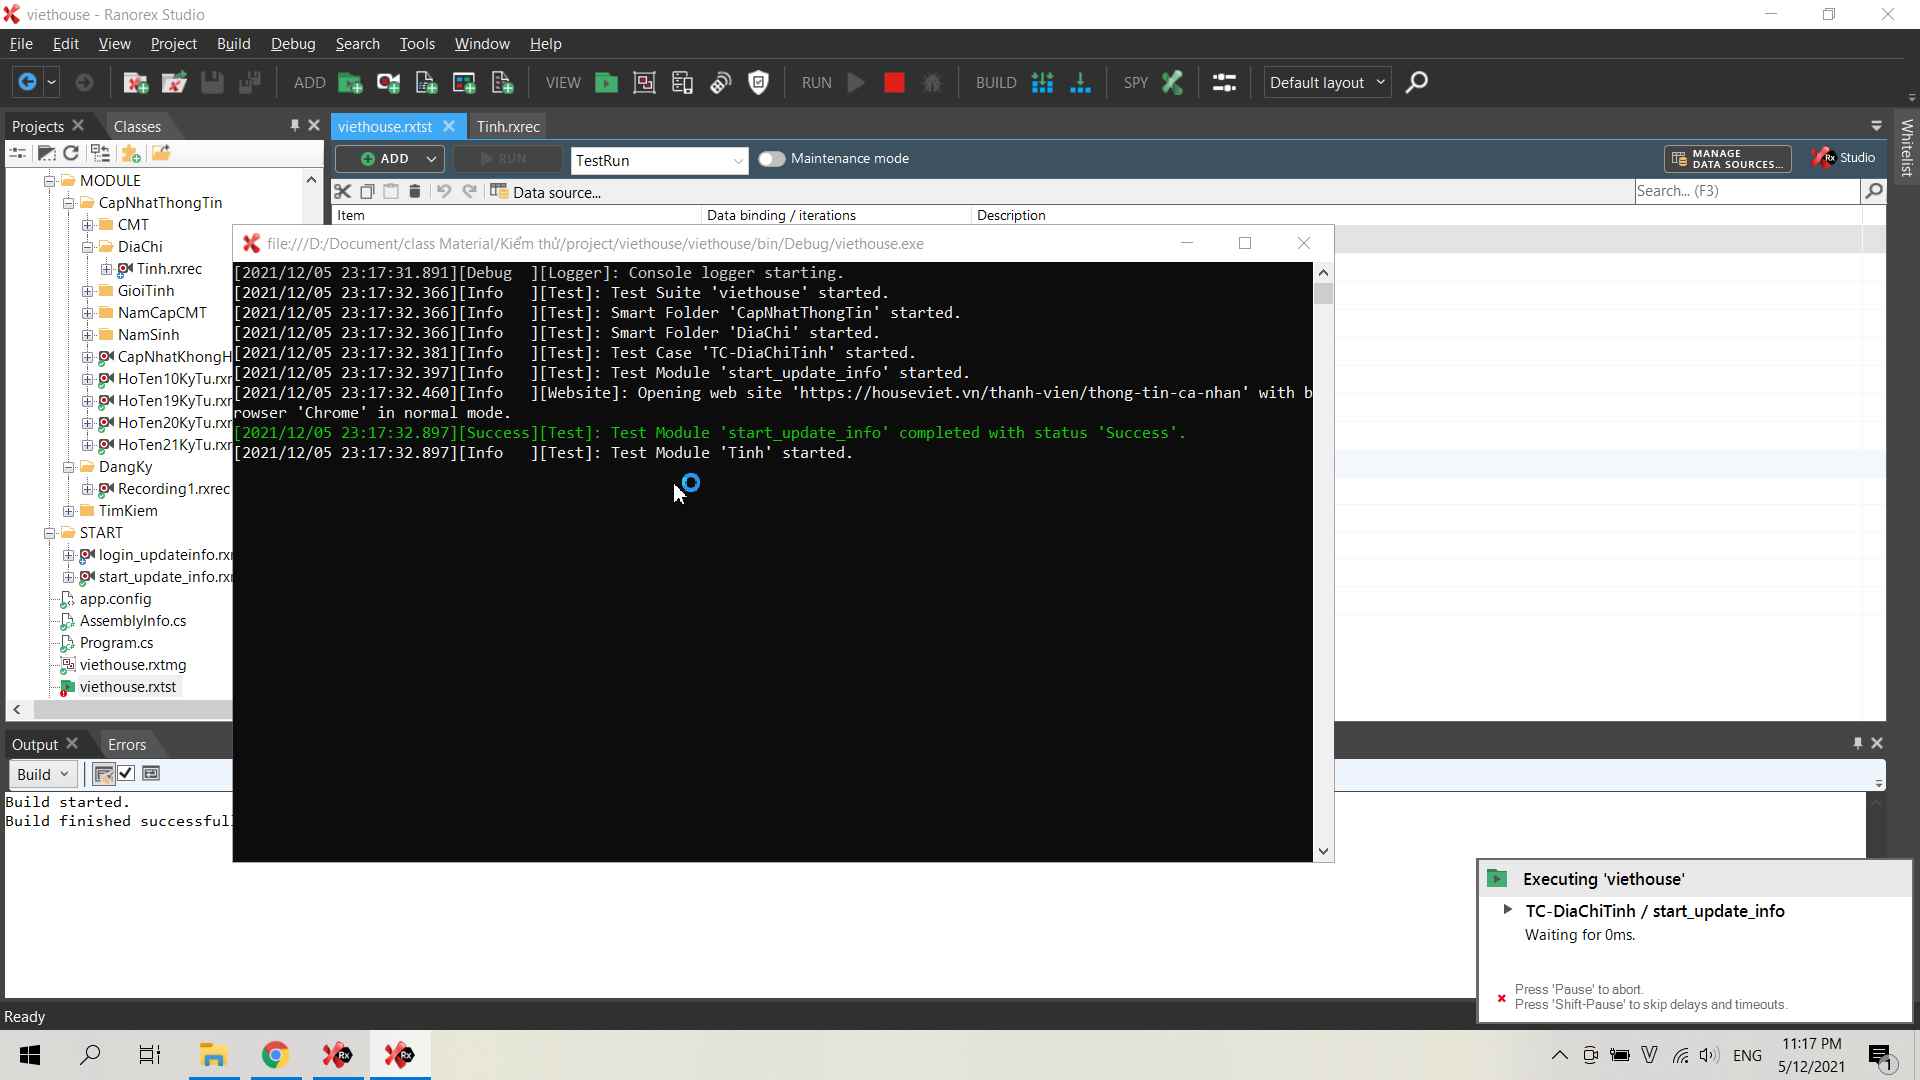 viethouse - Ranorex Studio
File Edit View Project Build Debug Search Tools Window Help
ADD VIEW RUN BUILD SPY Default layout
Projects Classes viethouse.rxtst Tinh.rxrec Whitelist
ADD RUN TestRun Maintenance mode MANAGE DATA SOURCES... Rx Studio
Data source... Search... (F3)
Item Data binding / iterations Description
MODULE
CapNhatThongTin
CMT
DiaChi
Tinh.rxrec
GioiTinh
NamCapCMT
NamSinh
CapNhatKhongH
HoTen10KyTu.rxr
HoTen19KyTu.rxr
HoTen20KyTu.rxr
HoTen21KyTu.rxr
DangKy
Recording1.rxrec
TimKiem
START
login_updateinfo.rxr
start_update_info.rxr
app.config
AssemblyInfo.cs
Program.cs
viethouse.rxtmg
viethouse.rxtst
file:///D:/Document/class Material/Kiểm thử/project/viethouse/viethouse/bin/Debug/viethouse.exe
[2021/12/05 23:17:31.891][Debug  ][Logger]: Console logger starting.
[2021/12/05 23:17:32.366][Info   ][Test]: Test Suite 'viethouse' started.
[2021/12/05 23:17:32.366][Info   ][Test]: Smart Folder 'CapNhatThongTin' started.
[2021/12/05 23:17:32.366][Info   ][Test]: Smart Folder 'DiaChi' started.
[2021/12/05 23:17:32.381][Info   ][Test]: Test Case 'TC-DiaChiTinh' started.
[2021/12/05 23:17:32.397][Info   ][Test]: Test Module 'start_update_info' started.
[2021/12/05 23:17:32.460][Info   ][Website]: Opening web site 'https://houseviet.vn/thanh-vien/thong-tin-ca-nhan' with b
rowser 'Chrome' in normal mode.
[2021/12/05 23:17:32.897][Success][Test]: Test Module 'start_update_info' completed with status 'Success'.
[2021/12/05 23:17:32.897][Info   ][Test]: Test Module 'Tinh' started.
Output Errors
Build
Build started.
Build finished successful
Executing 'viethouse'
TC-DiaChiTinh / start_update_info
Waiting for 0ms.
Press 'Pause' to abort.
Press 'Shift-Pause' to skip delays and timeouts.
Ready
Rx Rx ENG 11:17 PM
5/12/2021 1